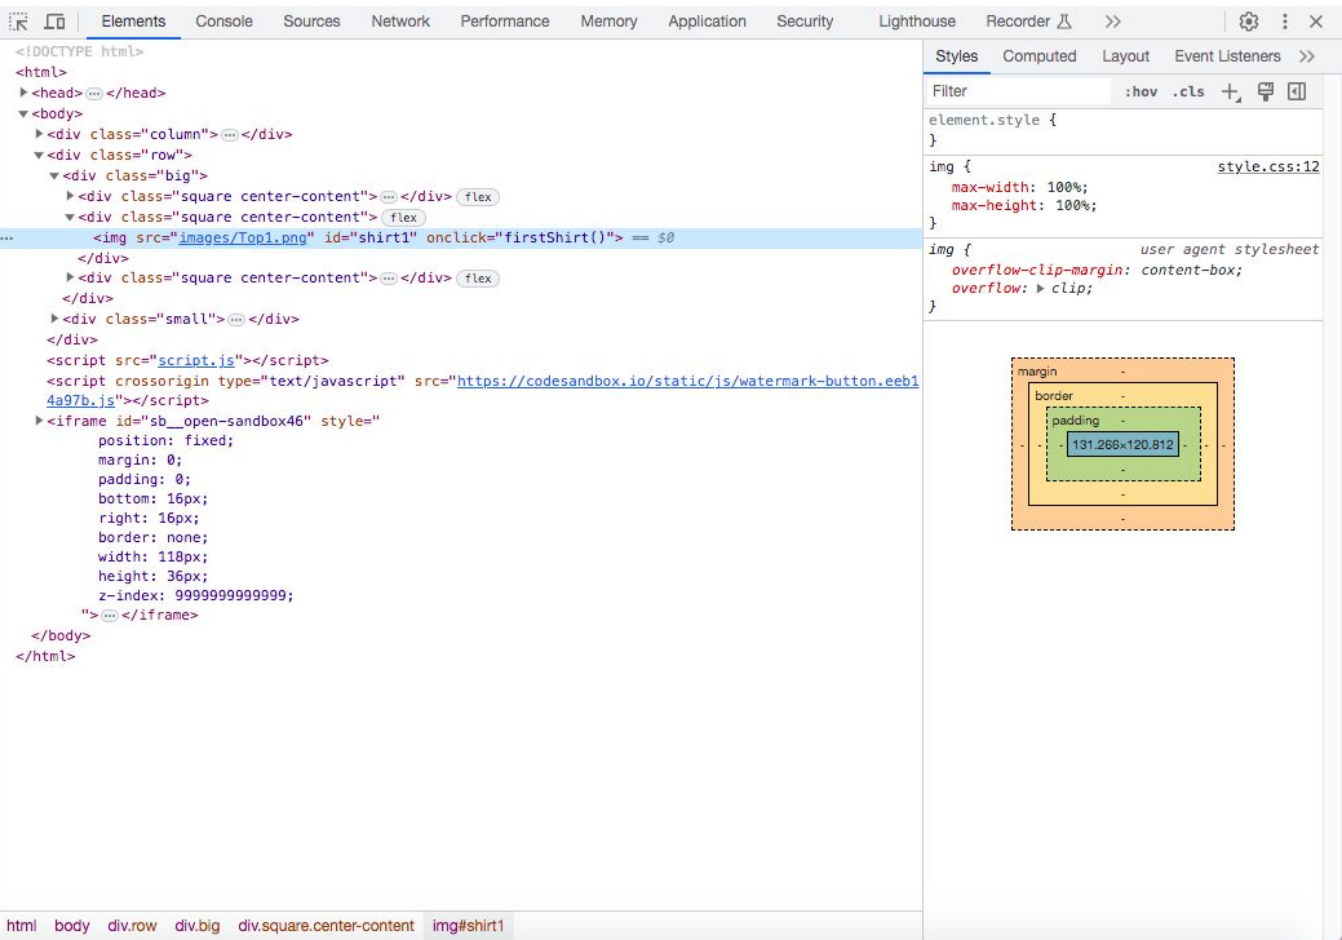 Elements Console Sources Network Performance Memory Application Security Lighthouse Recorder
<!DOCTYPE html>
<html>
<head>…</head>
<body>
<div class="column">…</div>
<div class="row">
<div class="big">
<div class="square center-content">…</div> flex
<div class="square center-content"> flex
<img src="images/Top1.png" id="shirt1" onclick="firstShirt()"> == $0
</div>
<div class="square center-content">…</div> flex
</div>
<div class="small">…</div>
</div>
<script src="script.js"></script>
<script crossorigin type="text/javascript" src="https://codesandbox.io/static/js/watermark-button.eeb1
4a97b.js"></script>
<iframe id="sb__open-sandbox46" style="
position: fixed;
margin: 0;
padding: 0;
bottom: 16px;
right: 16px;
border: none;
width: 118px;
height: 36px;
z-index: 9999999999999;
">…</iframe>
</body>
</html>
html body div.row div.big div.square.center-content img#shirt1
Styles Computed Layout Event Listeners
Filter :hov .cls
element.style {
}
img { style.css:12
max-width: 100%;
max-height: 100%;
}
img { user agent stylesheet
overflow-clip-margin: content-box;
overflow: clip;
}
margin -
border -
padding -
- - - 131.266×120.812 - - -
-
-
-